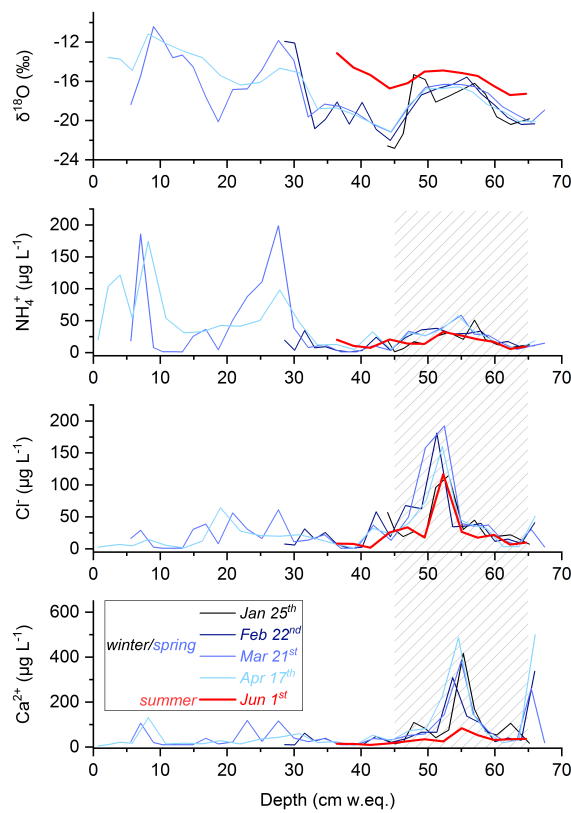 δ¹⁸O (‰)
-12
-16
-20
-24
0 10 20 30 40 50 60 70
NH₄⁺ (µg L⁻¹)
200
150
100
50
0
0 10 20 30 40 50 60 70
Cl⁻ (µg L⁻¹)
200
150
100
50
0
0 10 20 30 40 50 60 70
Ca²⁺ (µg L⁻¹)
600
400
200
0
winter/spring
summer
Jan 25ᵗʰ
Feb 22ⁿᵈ
Mar 21ˢᵗ
Apr 17ᵗʰ
Jun 1ˢᵗ
0 10 20 30 40 50 60 70
Depth (cm w.eq.)